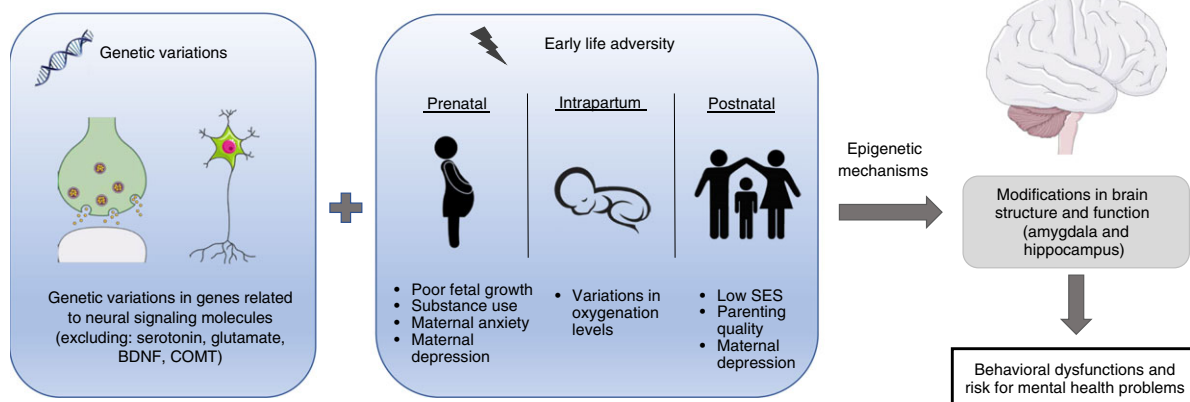 Genetic variations
Genetic variations in genes related
to neural signaling molecules
(excluding: serotonin, glutamate,
BDNF, COMT)
Early life adversity
Prenatal
• Poor fetal growth
• Substance use
• Maternal anxiety
• Maternal
depression
Intrapartum
• Variations in
oxygenation
levels
Postnatal
• Low SES
• Parenting
quality
• Maternal
depression
Epigenetic
mechanisms
Modifications in brain
structure and function
(amygdala and
hippocampus)
Behavioral dysfunctions and
risk for mental health problems